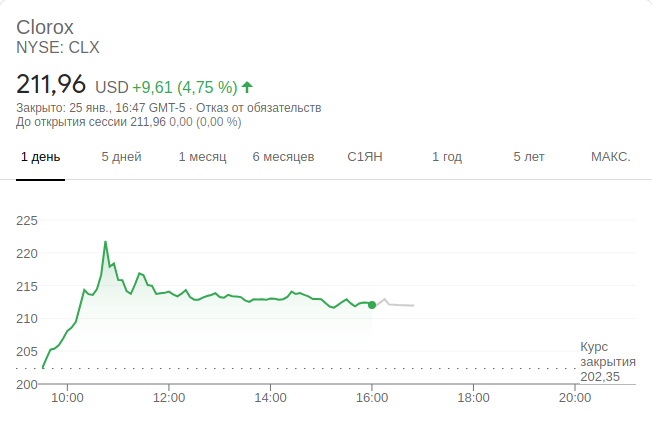 Clorox
NYSE: CLX
211,96 USD +9,61 (4,75 %)
Закрыто: 25 янв., 16:47 GMT-5 · Отказ от обязательств
До открытия сессии 211,96 0,00 (0,00 %)
1 день 5 дней 1 месяц 6 месяцев С1ЯН 1 год 5 лет МАКС.
225
220
215
210
205
200
Курс
закрытия
202,35
10:00 12:00 14:00 16:00 18:00 20:00